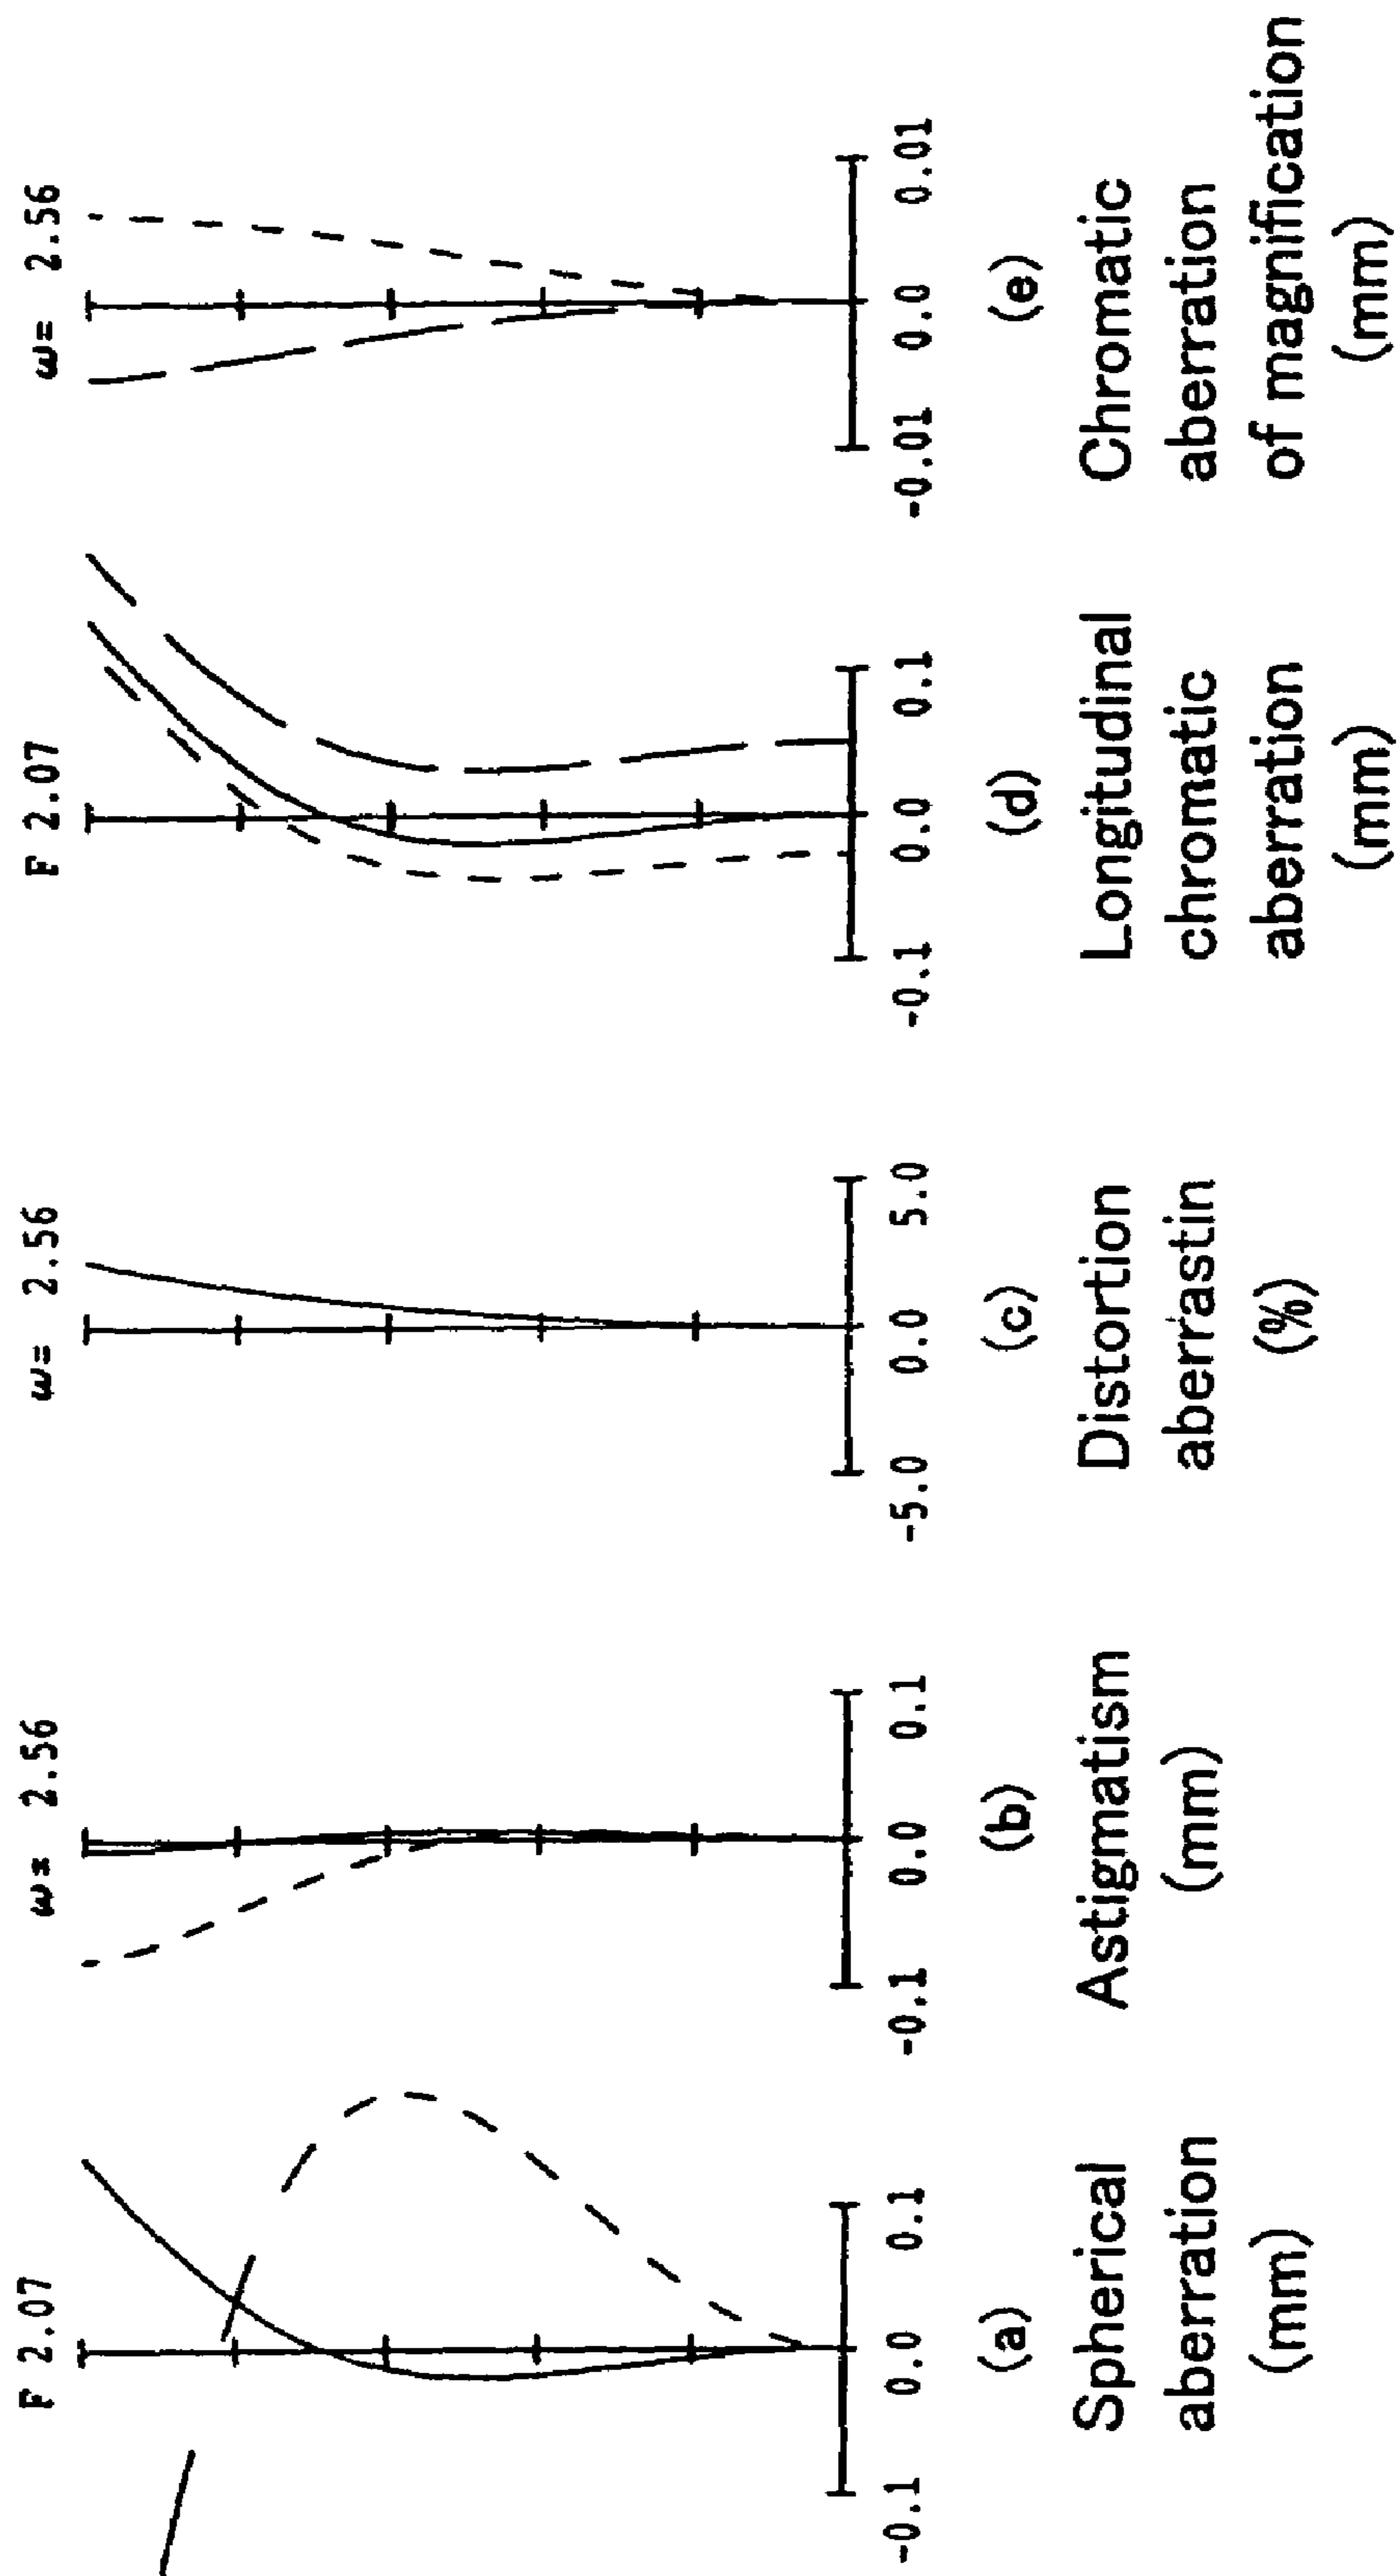 F 2.07
-0.1 0.0 0.1
(a)
Spherical
aberration
(mm)
ω= 2.56
-0.1 0.0 0.1
(b)
Astigmatism
(mm)
ω= 2.56
-5.0 0.0 5.0
(c)
Distortion
aberrastin
(%)
F 2.07
-0.1 0.0 0.1
(d)
Longitudinal
chromatic
aberration
(mm)
ω= 2.56
-0.01 0.0 0.01
(e)
Chromatic
aberration
of magnification
(mm)